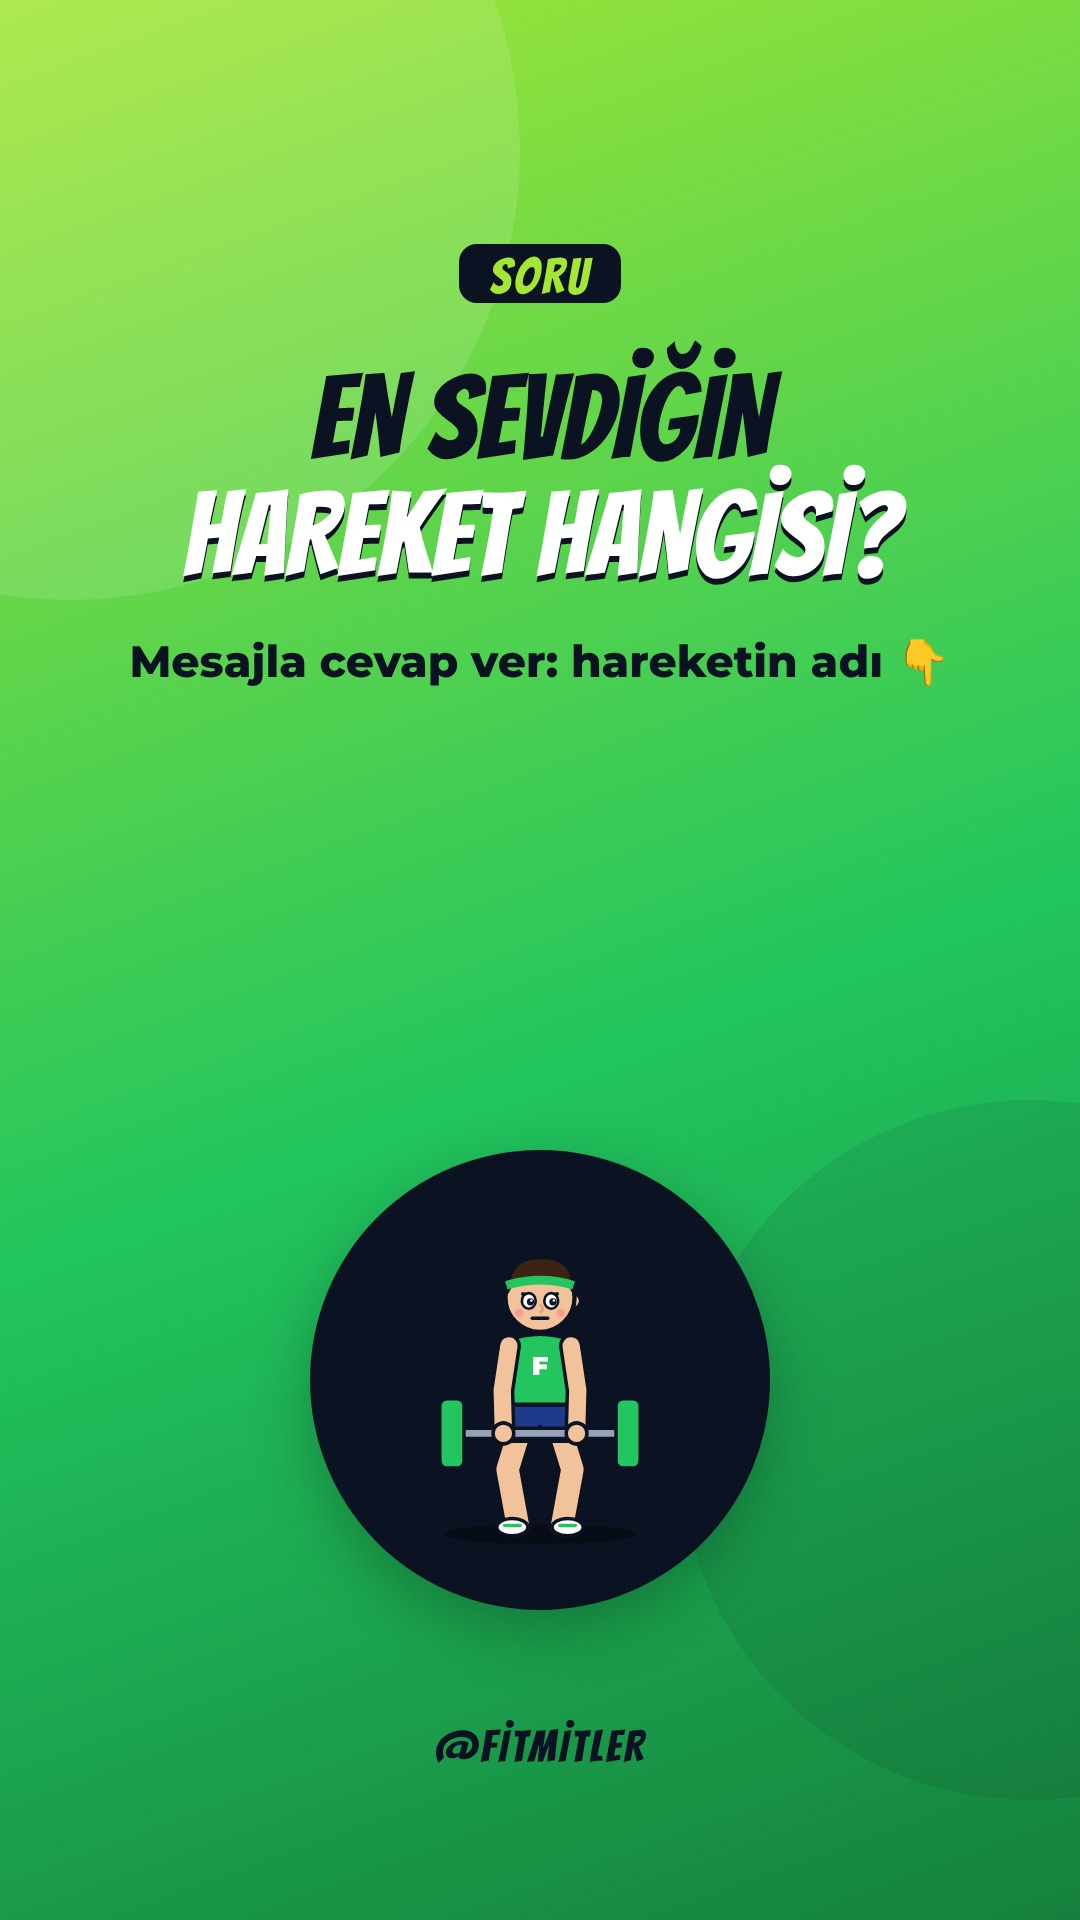 SORU
EN SEVDİĞİN
HAREKET HANGİSİ?
Mesajla cevap ver: hareketin adı 👇
F
@FİTMİTLER